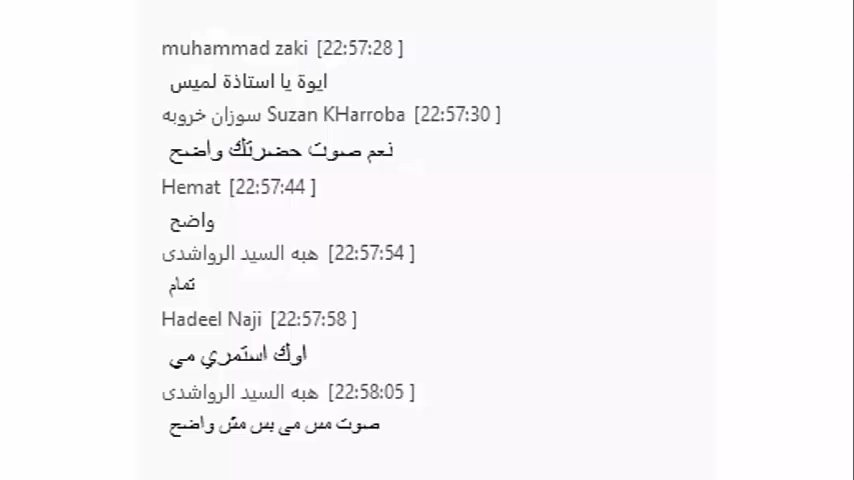 muhammad zaki [22:57:28 ]
ايوة يا استاذة لميس
سوزان خروبه Suzan KHarroba [22:57:30 ]
نعم صوت حضرتك واضح
Hemat [22:57:44 ]
واضح
هبه السيد الرواشدى [22:57:54 ]
تمام
Hadeel Naji [22:57:58 ]
اوك استمري مي
هبه السيد الرواشدى [22:58:05 ]
صوت مس مى بس مش واضح